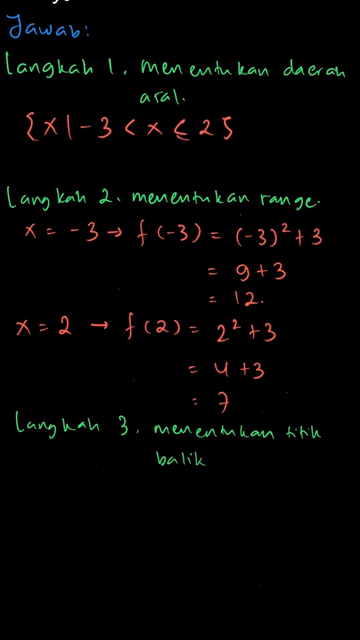 Jawab:
Langkah 1. menentukan daerah
asal.
{x | -3 < x ≤ 2}
Langkah 2. menentukan range.
x = -3 → f(-3) = (-3)² + 3
= 9 + 3
= 12.
x = 2 → f(2) = 2² + 3
= 4 + 3
= 7
Langkah 3. menentukan titik
balik